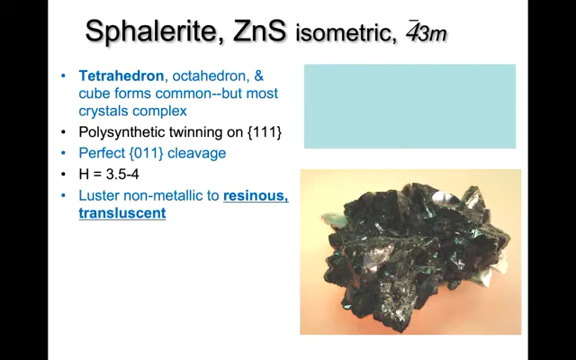 Sphalerite, ZnS isometric, 4̄3m
• Tetrahedron, octahedron, &
cube forms common--but most
crystals complex
• Polysynthetic twinning on {111}
• Perfect {011} cleavage
• H = 3.5-4
• Luster non-metallic to resinous,
transluscent